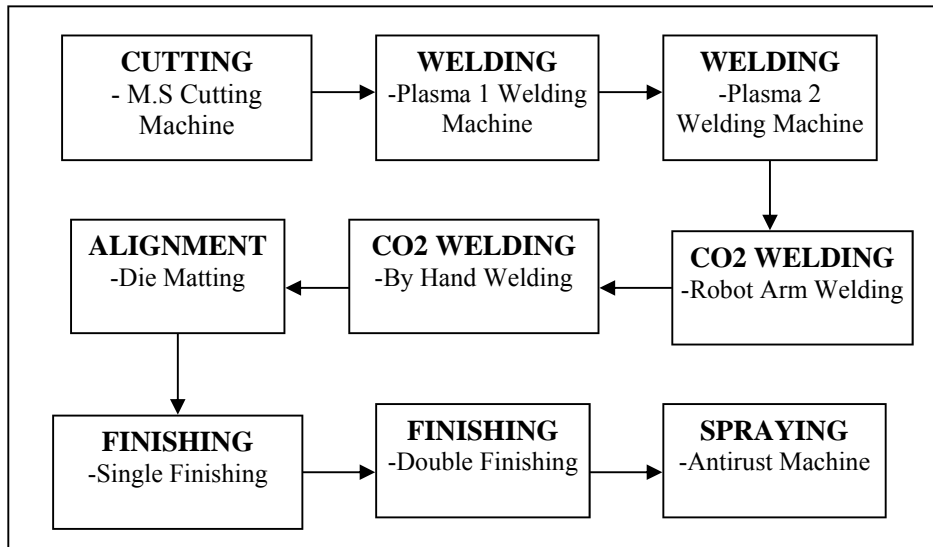 CUTTING
- M.S Cutting
Machine
WELDING
-Plasma 1 Welding
Machine
WELDING
-Plasma 2
Welding Machine
ALIGNMENT
-Die Matting
CO2 WELDING
-By Hand Welding
CO2 WELDING
-Robot Arm Welding
FINISHING
-Single Finishing
FINISHING
-Double Finishing
SPRAYING
-Antirust Machine